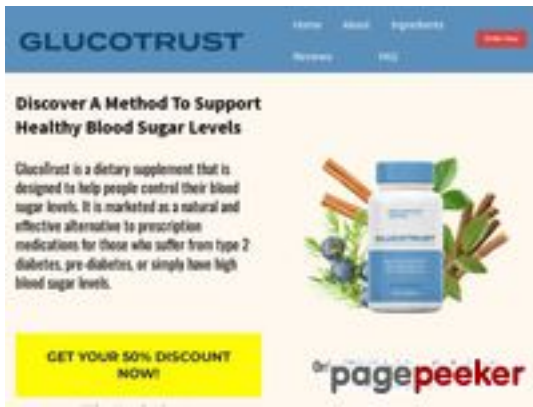 GLUCOTRUST
Home About Ingredients
Reviews FAQ
Order Now
Discover A Method To Support
Healthy Blood Sugar Levels
GlucoTrust is a dietary supplement that is
designed to help people control their blood
sugar levels. It is marketed as a natural and
effective alternative to prescription
medications for those who suffer from type 2
diabetes, pre-diabetes, or simply have high
blood sugar levels.
GLUCOTRUST
GET YOUR 50% DISCOUNT
NOW!
pagepeeker